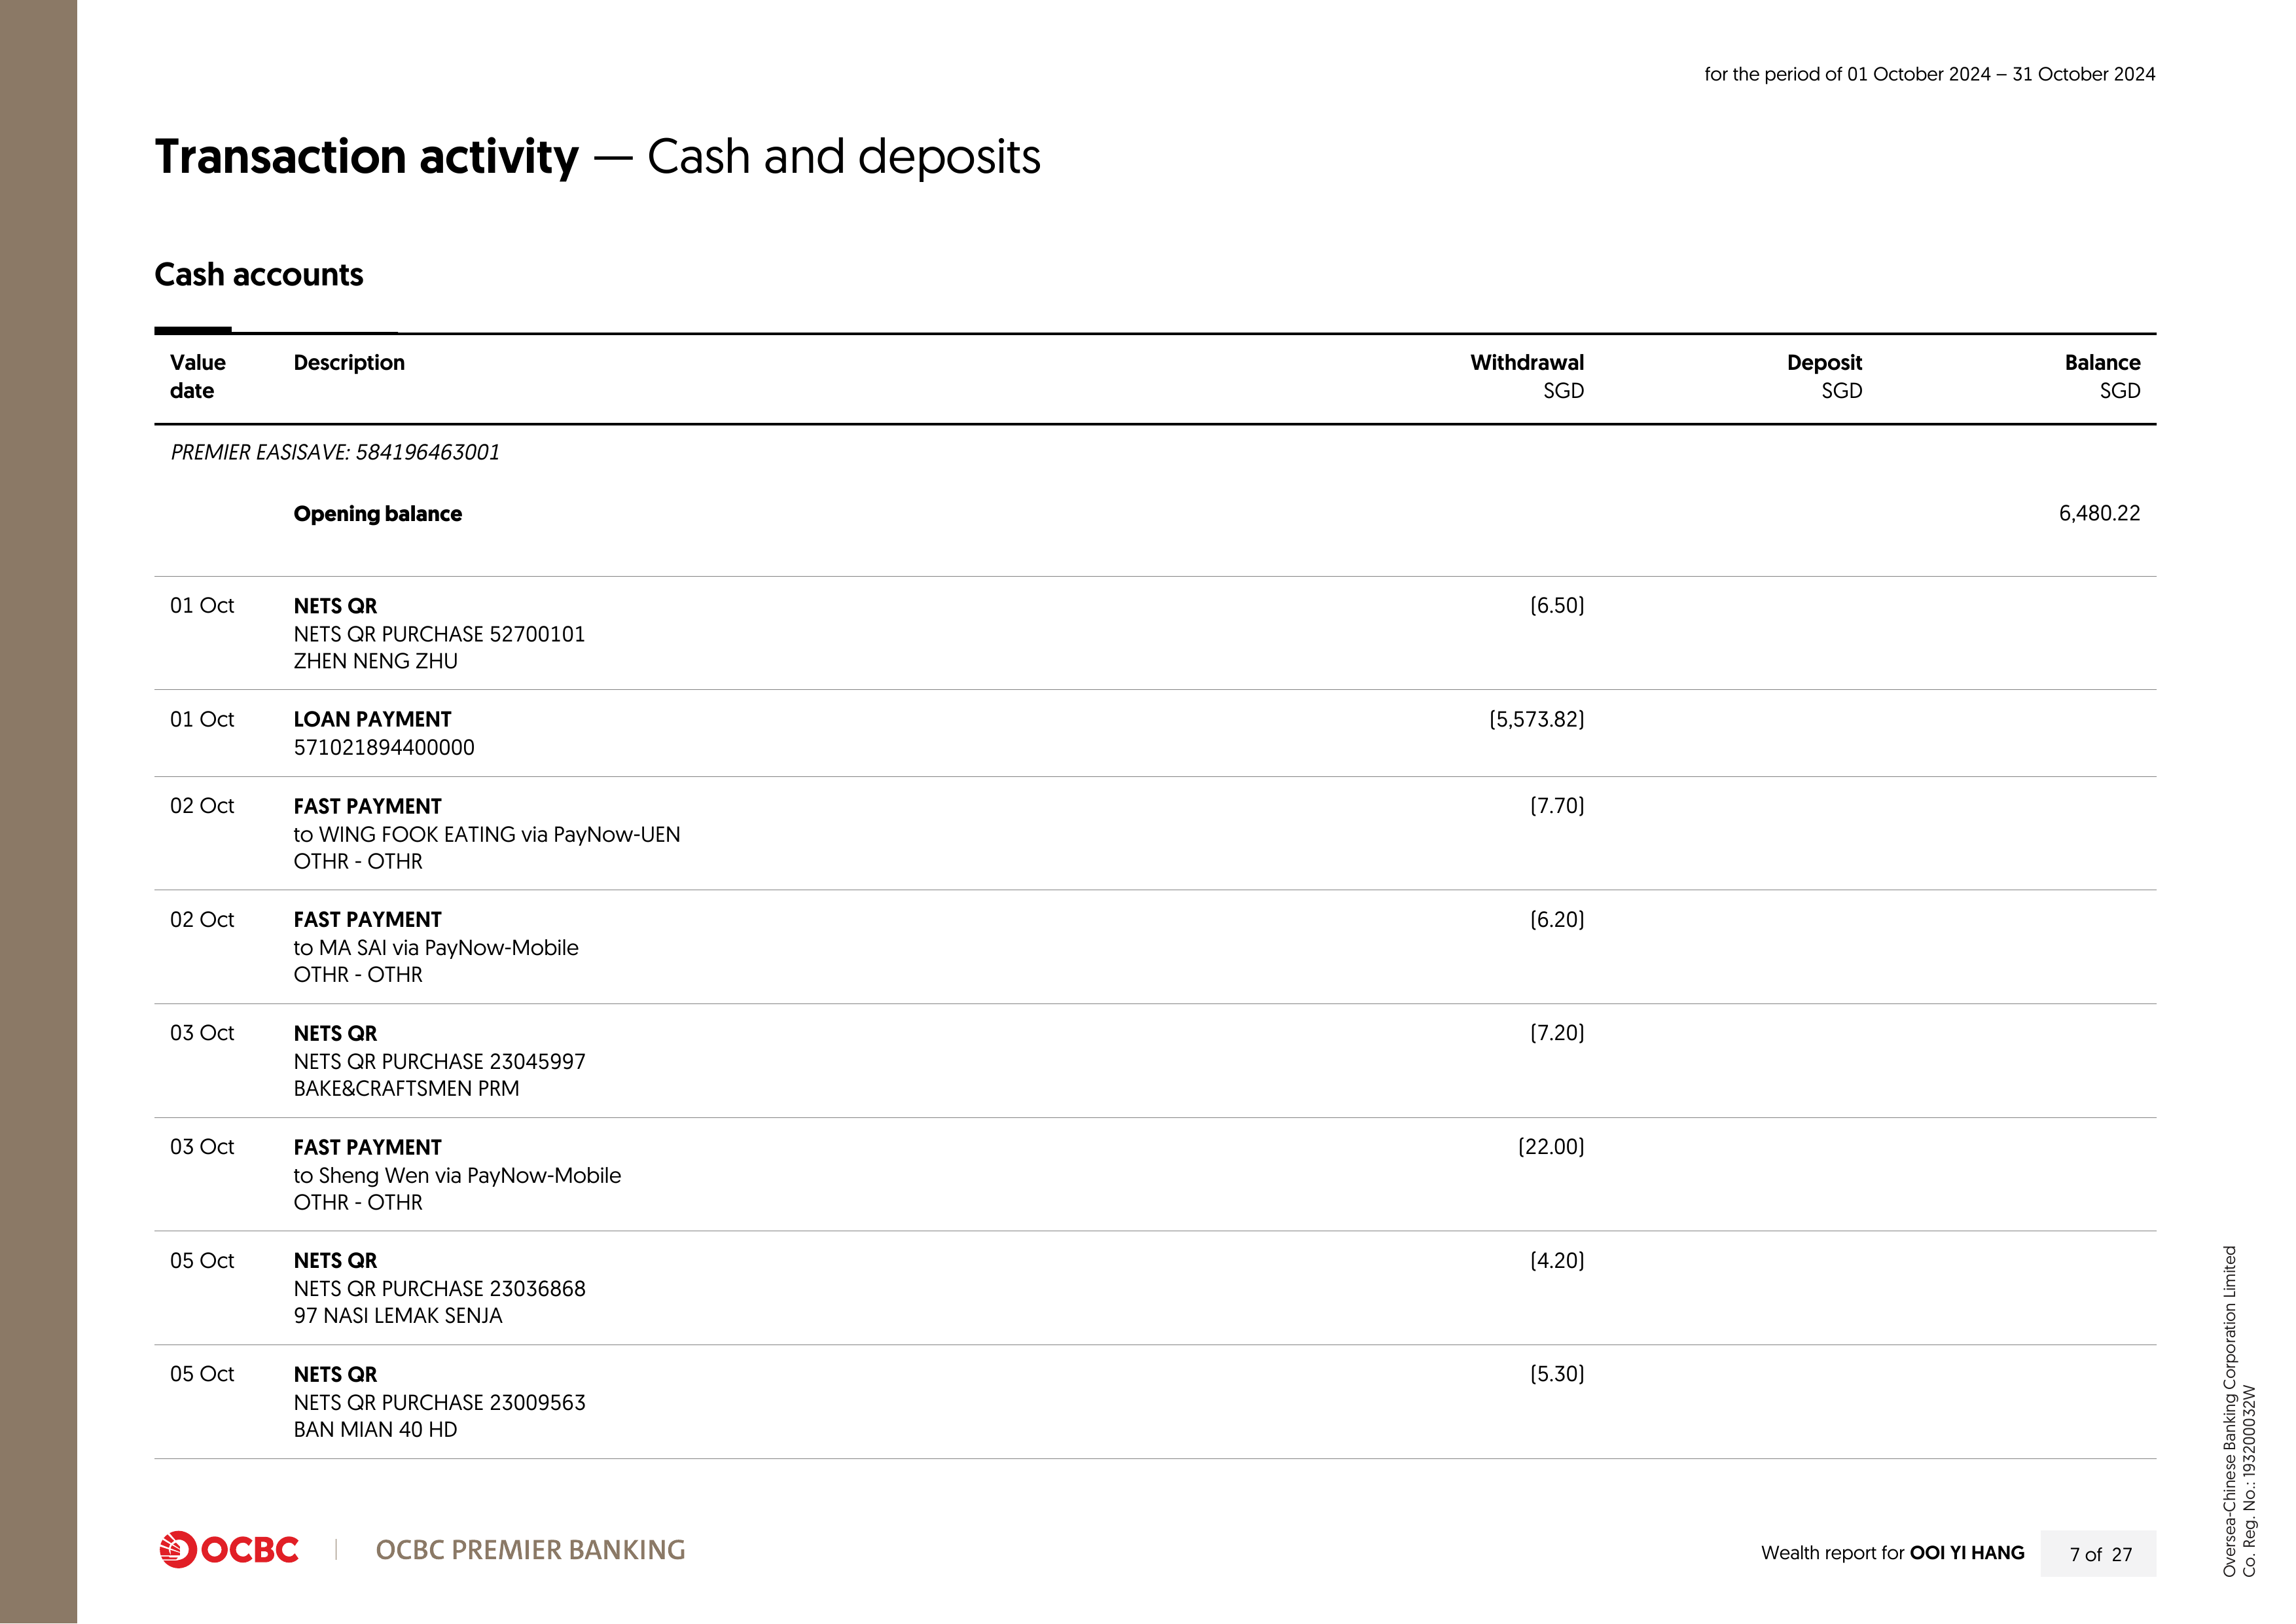 for the period of 01 October 2024 – 31 October 2024
Transaction activity — Cash and deposits
Cash accounts
Value date Description Withdrawal SGD Deposit SGD Balance SGD
PREMIER EASISAVE: 584196463001
Opening balance 6,480.22
01 Oct NETS QR (6.50)
NETS QR PURCHASE 52700101
ZHEN NENG ZHU
01 Oct LOAN PAYMENT (5,573.82)
571021894400000
02 Oct FAST PAYMENT (7.70)
to WING FOOK EATING via PayNow-UEN
OTHR - OTHR
02 Oct FAST PAYMENT (6.20)
to MA SAI via PayNow-Mobile
OTHR - OTHR
03 Oct NETS QR (7.20)
NETS QR PURCHASE 23045997
BAKE&CRAFTSMEN PRM
03 Oct FAST PAYMENT (22.00)
to Sheng Wen via PayNow-Mobile
OTHR - OTHR
05 Oct NETS QR (4.20)
NETS QR PURCHASE 23036868
97 NASI LEMAK SENJA
05 Oct NETS QR (5.30)
NETS QR PURCHASE 23009563
BAN MIAN 40 HD
OCBC | OCBC PREMIER BANKING
Wealth report for OOI YI HANG 7 of 27
Oversea-Chinese Banking Corporation Limited
Co. Reg. No.: 193200032W